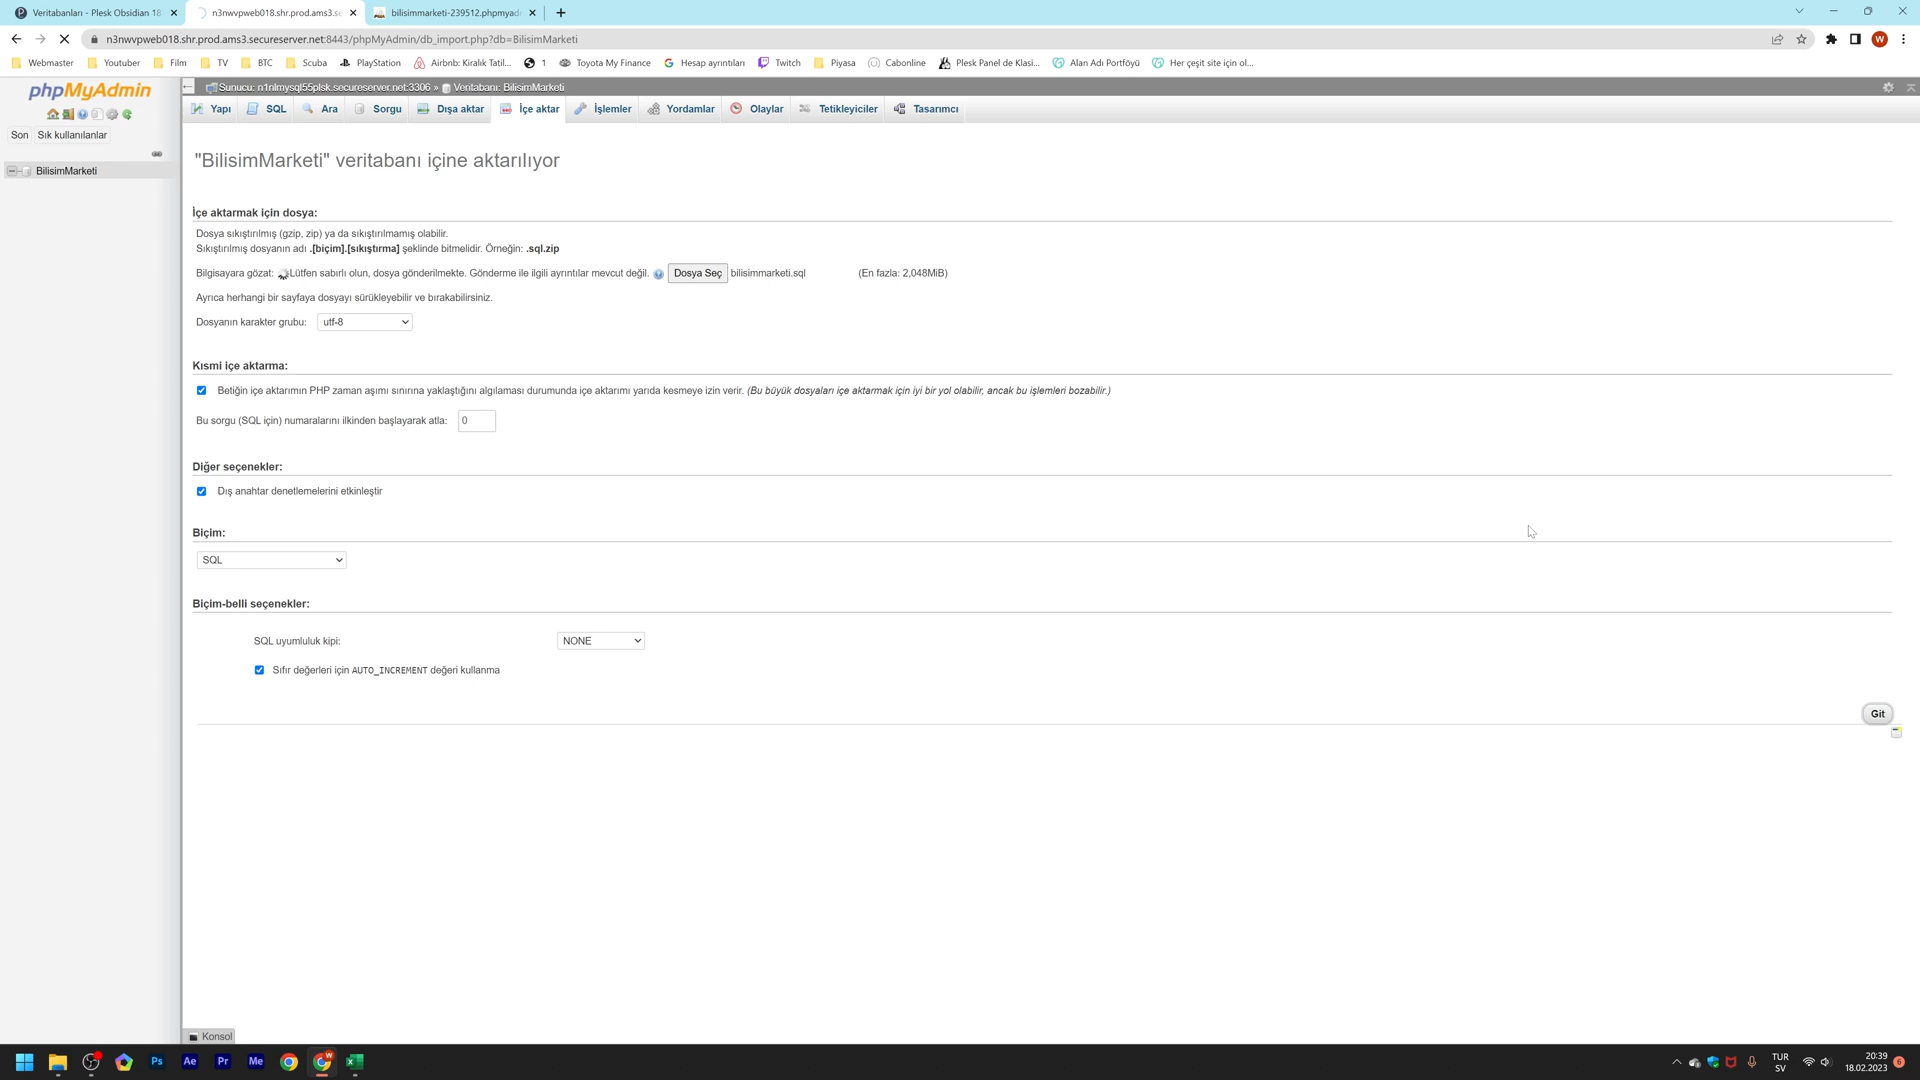 Veritabanları - Plesk Obsidian 18.
n3nwvpweb018.shr.prod.ams3.se
bilisimmarketi-239512.phpmyad
n3nwvpweb018.shr.prod.ams3.secureserver.net:8443/phpMyAdmin/db_import.php?db=BilisimMarketi
W
Webmaster
Youtuber
Film
TV
BTC
Scuba
PlayStation
Airbnb: Kiralık Tatil...
1
Toyota My Finance
Hesap ayrıntıları
Twitch
Piyasa
Cabonline
Plesk Panel de Klasi...
Alan Adı Portföyü
Her çeşit site için ol...
phpMyAdmin
Sunucu: n1nlmysql55plsk.secureserver.net:3306 » Veritabanı: BilisimMarketi
Yapı
SQL
Ara
Sorgu
Dışa aktar
İçe aktar
İşlemler
Yordamlar
Olaylar
Tetikleyiciler
Tasarımcı
Son
Sık kullanılanlar
BilisimMarketi
"BilisimMarketi" veritabanı içine aktarılıyor
İçe aktarmak için dosya:
Dosya sıkıştırılmış (gzip, zip) ya da sıkıştırılmamış olabilir.
Sıkıştırılmış dosyanın adı .[biçim].[sıkıştırma] şeklinde bitmelidir. Örneğin: .sql.zip
Bilgisayara gözat: Lütfen sabırlı olun, dosya gönderilmekte. Gönderme ile ilgili ayrıntılar mevcut değil. Dosya Seç bilisimmarketi.sql (En fazla: 2,048MiB)
Ayrıca herhangi bir sayfaya dosyayı sürükleyebilir ve bırakabilirsiniz.
Dosyanın karakter grubu: utf-8
Kısmi içe aktarma:
Betiğin içe aktarımın PHP zaman aşımı sınırına yaklaştığını algılaması durumunda içe aktarımı yarıda kesmeye izin verir. (Bu büyük dosyaları içe aktarmak için iyi bir yol olabilir, ancak bu işlemleri bozabilir.)
Bu sorgu (SQL için) numaralarını ilkinden başlayarak atla: 0
Diğer seçenekler:
Dış anahtar denetlemelerini etkinleştir
Biçim:
SQL
Biçim-belli seçenekler:
SQL uyumluluk kipi: NONE
Sıfır değerleri için AUTO_INCREMENT değeri kullanma
Git
Konsol
Ps
Ae
Pr
Me
W
TUR
SV
20:39
18.02.2023
6